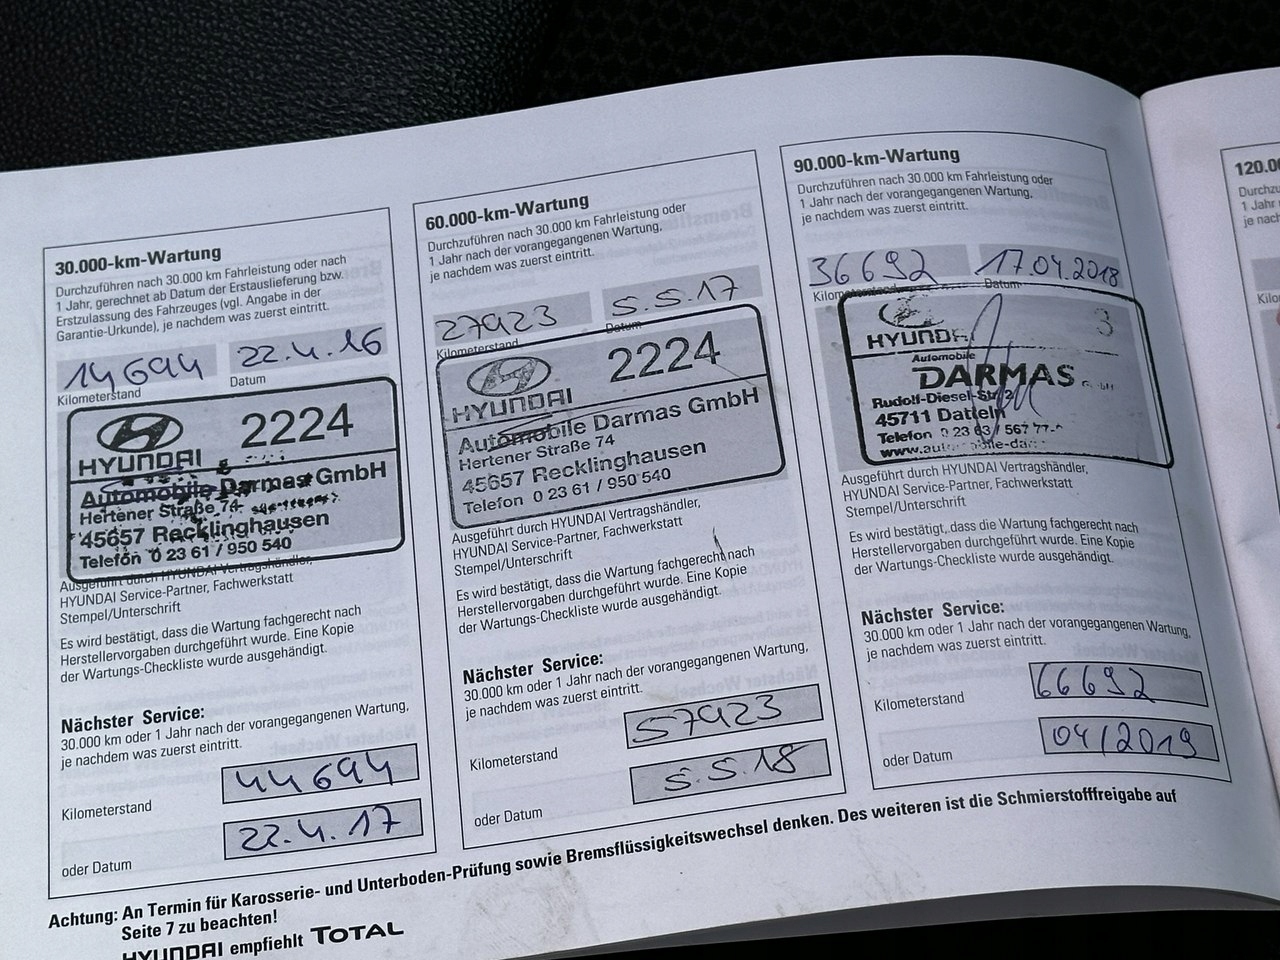 30.000-km-Wartung
Durchzuführen nach 30.000 km Fahrleistung oder nach
1 Jahr, gerechnet ab Datum der Erstauslieferung bzw.
Erstzulassung des Fahrzeuges (vgl. Angabe in der
Garantie-Urkunde), je nachdem was zuerst eintritt.
14694 22.4.16
Kilometerstand Datum
HYUNDAI 2224
Automobile Darmas GmbH
Hertener Straße 74
45657 Recklinghausen
Telefon 0 23 61 / 950 540
Ausgeführt durch HYUNDAI Vertragshändler,
HYUNDAI Service-Partner, Fachwerkstatt
Stempel/Unterschrift
Es wird bestätigt, dass die Wartung fachgerecht nach
Herstellervorgaben durchgeführt wurde. Eine Kopie
der Wartungs-Checkliste wurde ausgehändigt.
Nächster Service:
30.000 km oder 1 Jahr nach der vorangegangenen Wartung,
je nachdem was zuerst eintritt.
Kilometerstand 44694
oder Datum 22.4.17
60.000-km-Wartung
Durchzuführen nach 30.000 km Fahrleistung oder
1 Jahr nach der vorangegangenen Wartung,
je nachdem was zuerst eintritt.
27923 5.5.17
Kilometerstand Datum
HYUNDAI 2224
Automobile Darmas GmbH
Hertener Straße 74
45657 Recklinghausen
Telefon 0 23 61 / 950 540
Ausgeführt durch HYUNDAI Vertragshändler,
HYUNDAI Service-Partner, Fachwerkstatt
Stempel/Unterschrift
Es wird bestätigt, dass die Wartung fachgerecht nach
Herstellervorgaben durchgeführt wurde. Eine Kopie
der Wartungs-Checkliste wurde ausgehändigt.
Nächster Service:
30.000 km oder 1 Jahr nach der vorangegangenen Wartung,
je nachdem was zuerst eintritt.
Kilometerstand 57923
oder Datum 5.5.18
90.000-km-Wartung
Durchzuführen nach 30.000 km Fahrleistung oder
1 Jahr nach der vorangegangenen Wartung,
je nachdem was zuerst eintritt.
36692 17.04.2018
Kilometerstand Datum
HYUNDAI 3
Automobile
DARMAS GmbH
Rudolf-Diesel-Str.
45711 Datteln
Telefon 0 23 63 / 567 77-
Ausgeführt durch HYUNDAI Vertragshändler,
HYUNDAI Service-Partner, Fachwerkstatt
Stempel/Unterschrift
Es wird bestätigt, dass die Wartung fachgerecht nach
Herstellervorgaben durchgeführt wurde. Eine Kopie
der Wartungs-Checkliste wurde ausgehändigt.
Nächster Service:
30.000 km oder 1 Jahr nach der vorangegangenen Wartung,
je nachdem was zuerst eintritt.
Kilometerstand 66692
oder Datum 04/2019
Achtung: An Termin für Karosserie- und Unterboden-Prüfung sowie Bremsflüssigkeitswechsel denken. Des weiteren ist die Schmierstofffreigabe auf
Seite 7 zu beachten!
HYUNDAI empfiehlt TOTAL